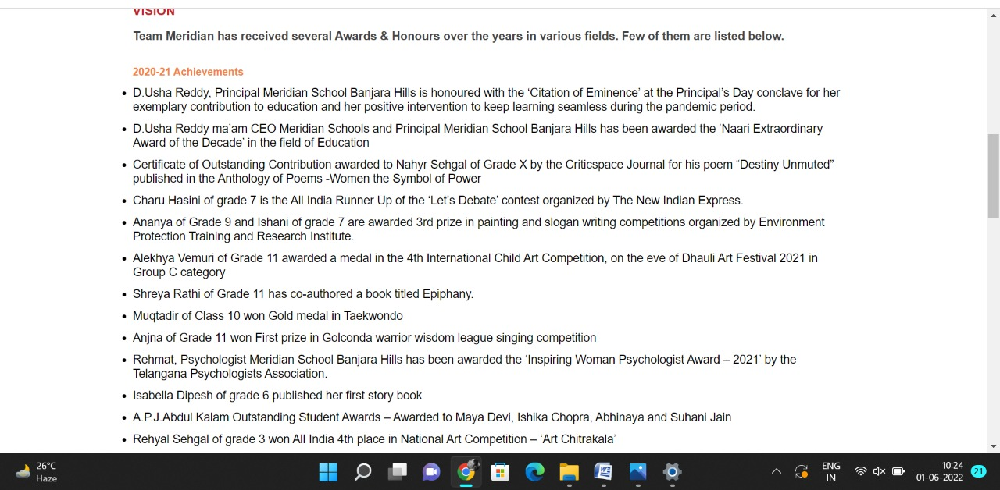 VISION
Team Meridian has received several Awards & Honours over the years in various fields. Few of them are listed below.
2020-21 Achievements
• D.Usha Reddy, Principal Meridian School Banjara Hills is honoured with the ‘Citation of Eminence’ at the Principal’s Day conclave for her
exemplary contribution to education and her positive intervention to keep learning seamless during the pandemic period.
• D.Usha Reddy ma’am CEO Meridian Schools and Principal Meridian School Banjara Hills has been awarded the ‘Naari Extraordinary
Award of the Decade’ in the field of Education
• Certificate of Outstanding Contribution awarded to Nahyr Sehgal of Grade X by the Criticspace Journal for his poem “Destiny Unmuted”
published in the Anthology of Poems -Women the Symbol of Power
• Charu Hasini of grade 7 is the All India Runner Up of the ‘Let’s Debate’ contest organized by The New Indian Express.
• Ananya of Grade 9 and Ishani of grade 7 are awarded 3rd prize in painting and slogan writing competitions organized by Environment
Protection Training and Research Institute.
• Alekhya Vemuri of Grade 11 awarded a medal in the 4th International Child Art Competition, on the eve of Dhauli Art Festival 2021 in
Group C category
• Shreya Rathi of Grade 11 has co-authored a book titled Epiphany.
• Muqtadir of Class 10 won Gold medal in Taekwondo
• Anjna of Grade 11 won First prize in Golconda warrior wisdom league singing competition
• Rehmat, Psychologist Meridian School Banjara Hills has been awarded the ‘Inspiring Woman Psychologist Award – 2021’ by the
Telangana Psychologists Association.
• Isabella Dipesh of grade 6 published her first story book
• A.P.J.Abdul Kalam Outstanding Student Awards – Awarded to Maya Devi, Ishika Chopra, Abhinaya and Suhani Jain
• Rehyal Sehgal of grade 3 won All India 4th place in National Art Competition – ‘Art Chitrakala’
26°C
Haze
ENG
IN
10:24
01-06-2022
21